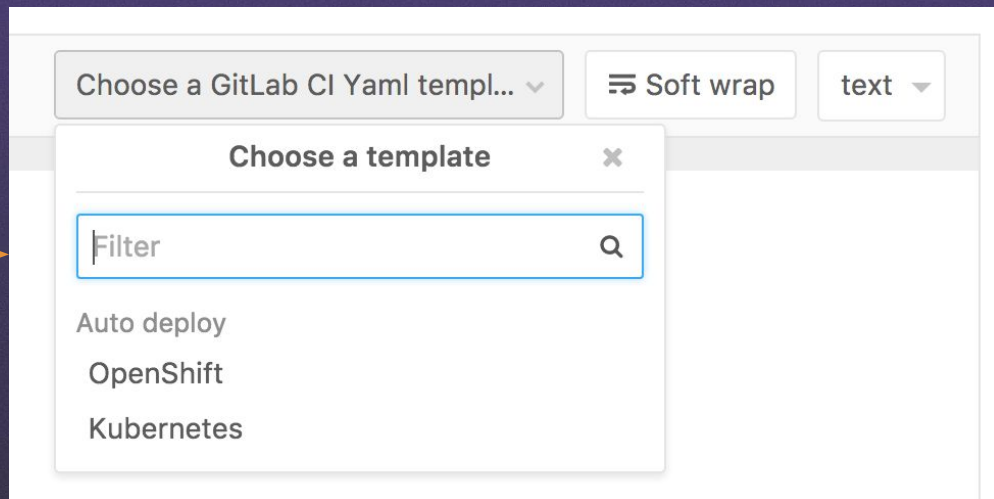 Choose a GitLab CI Yaml templ...
Soft wrap
text
Choose a template
Filter
Auto deploy
OpenShift
Kubernetes